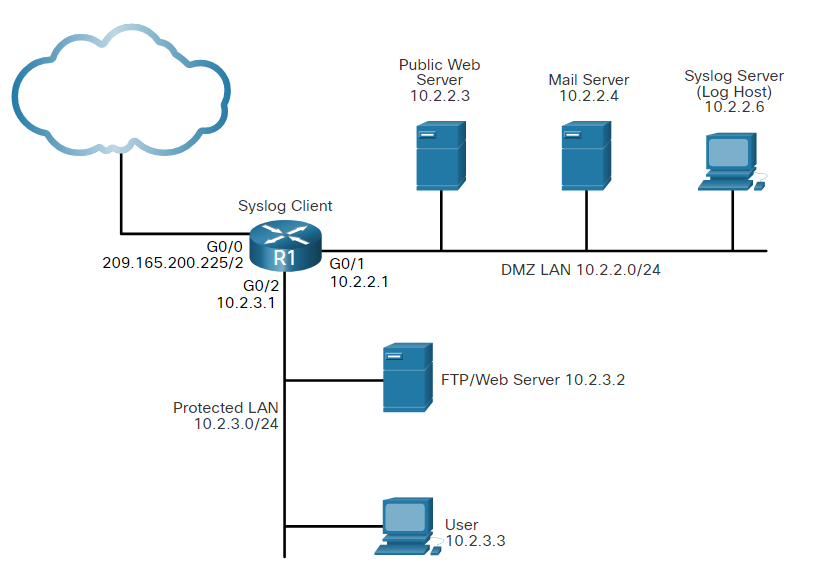 Public Web
Server
10.2.2.3
Mail Server
10.2.2.4
Syslog Server
(Log Host)
10.2.2.6
Syslog Client
R1
G0/0
209.165.200.225/2
G0/1
10.2.2.1
DMZ LAN 10.2.2.0/24
G0/2
10.2.3.1
FTP/Web Server 10.2.3.2
Protected LAN
10.2.3.0/24
User
10.2.3.3